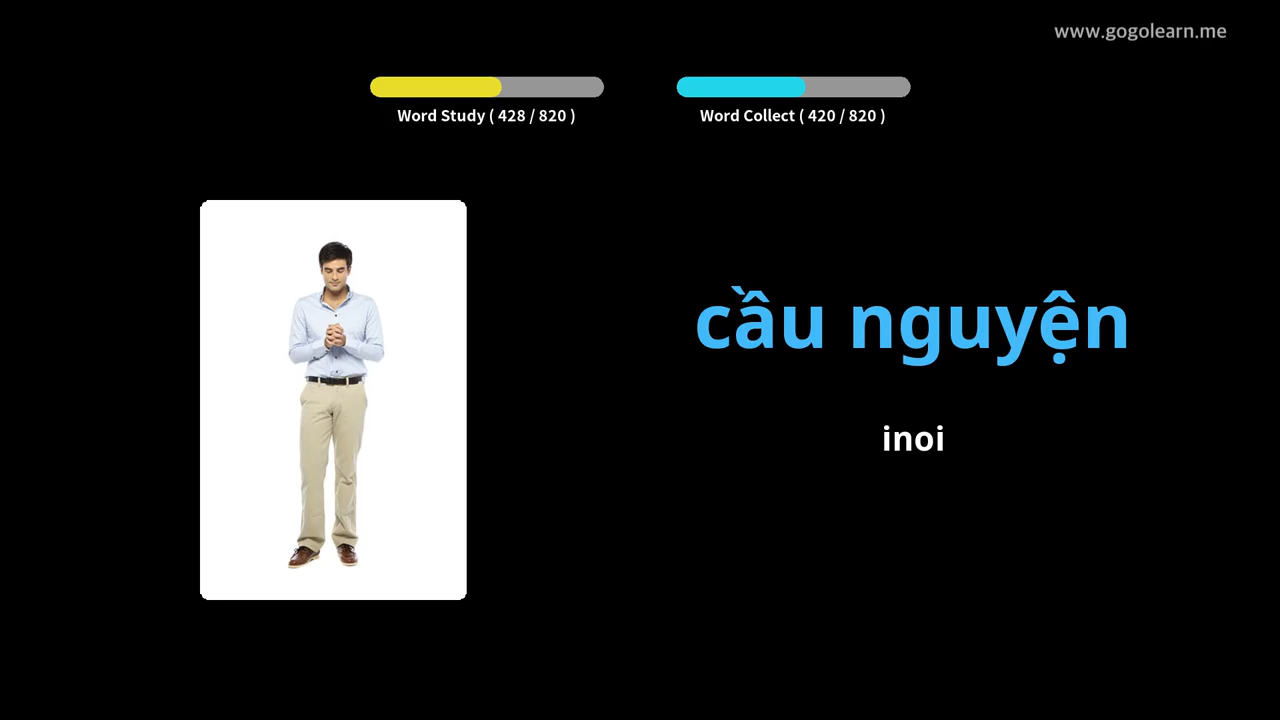 www.gogolearn.me
Word Study ( 428 / 820 )
Word Collect ( 420 / 820 )
cầu nguyện
inoi